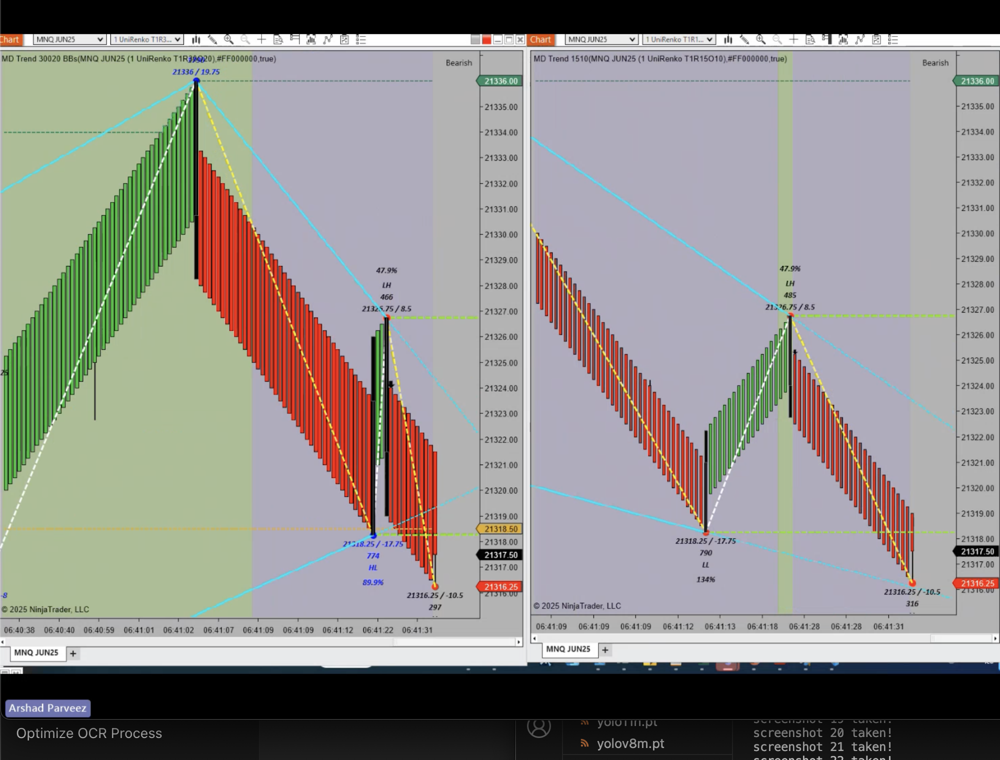 Chart
MNQ JUN25
1 UniRenko T1R3...
MD Trend 30020 BBs(MNQ JUN25 (1 UniRenko T1R30O20),#FF000000,true)
21336 / 19.75
Bearish
21336.00
21335.00
21334.00
21333.00
21332.00
21331.00
21330.00
21329.00
21328.00
21327.00
21326.00
21325.00
21324.00
21323.00
21322.00
21321.00
21320.00
21319.00
21318.50
21318.00
21317.50
21317.00
21316.25
21316.00
47.9%
LH
466
21326.75 / 8.5
25
21318.25 / -17.75
774
HL
89.9%
21316.25 / -10.5
297
-8
© 2025 NinjaTrader, LLC
06:40:38
06:40:40
06:40:59
06:41:01
06:41:02
06:41:07
06:41:09
06:41:09
06:41:12
06:41:22
06:41:31
MNQ JUN25
+
Chart
MNQ JUN25
1 UniRenko T1R1...
MD Trend 1510(MNQ JUN25 (1 UniRenko T1R15O10),#FF000000,true)
Bearish
21336.00
21335.00
21334.00
21333.00
21332.00
21331.00
21330.00
21329.00
21328.00
21327.00
21326.00
21325.00
21324.00
21323.00
21322.00
21321.00
21320.00
21319.00
21318.00
21317.50
21317.00
21316.25
21316.00
47.9%
LH
485
21326.75 / 8.5
21318.25 / -17.75
790
LL
134%
21316.25 / -10.5
316
© 2025 NinjaTrader, LLC
06:41:09
06:41:09
06:41:11
06:41:12
06:41:13
06:41:18
06:41:28
06:41:28
06:41:31
MNQ JUN25
+
Arshad Parveez
Optimize OCR Process
yolo11n.pt
yolov8m.pt
screenshot 19 taken!
screenshot 20 taken!
screenshot 21 taken!
screenshot 22 taken!